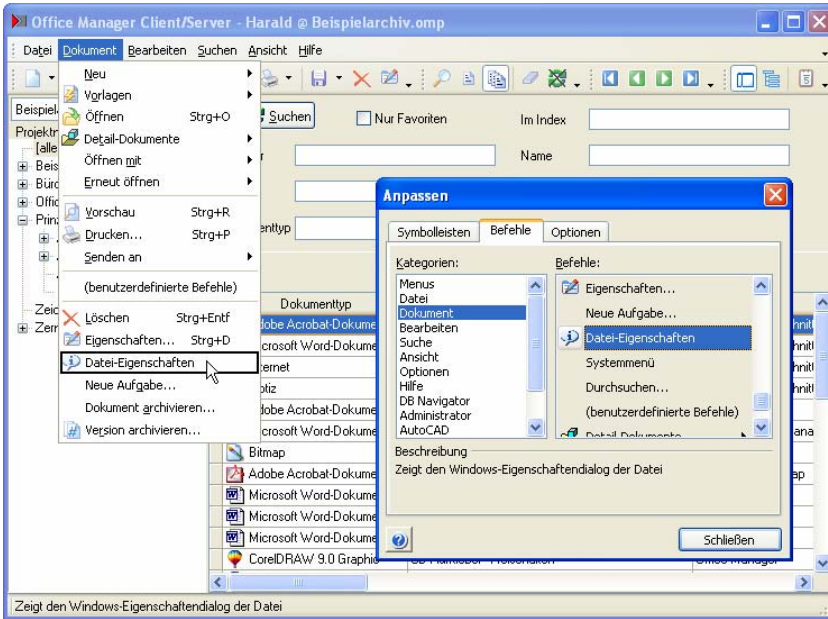 Office Manager Client/Server - Harald @ Beispielarchiv.omp
Datei Dokument Bearbeiten Suchen Ansicht Hilfe
Neu
Vorlagen
Öffnen Strg+O
Detail-Dokumente
Öffnen mit
Erneut öffnen
Vorschau Strg+R
Drucken... Strg+P
Senden an
(benutzerdefinierte Befehle)
Löschen Strg+Entf
Eigenschaften... Strg+D
Datei-Eigenschaften
Neue Aufgabe...
Dokument archivieren...
Version archivieren...
Suchen
Nur Favoriten
Im Index
Name
Dokumenttyp
Bitmap
Adobe Acrobat-Dokume
Microsoft Word-Dokume
Microsoft Word-Dokume
Microsoft Word-Dokume
CorelDRAW 9.0 Graphic
Anpassen
Symbolleisten Befehle Optionen
Kategorien:
Menus
Datei
Dokument
Bearbeiten
Suche
Ansicht
Optionen
Hilfe
DB Navigator
Administrator
AutoCAD
Befehle:
Eigenschaften...
Neue Aufgabe...
Datei-Eigenschaften
Systemmenü
Durchsuchen...
(benutzerdefinierte Befehle)
Detail-Dokumente
Beschreibung
Zeigt den Windows-Eigenschaftendialog der Datei
Schließen
Zeigt den Windows-Eigenschaftendialog der Datei